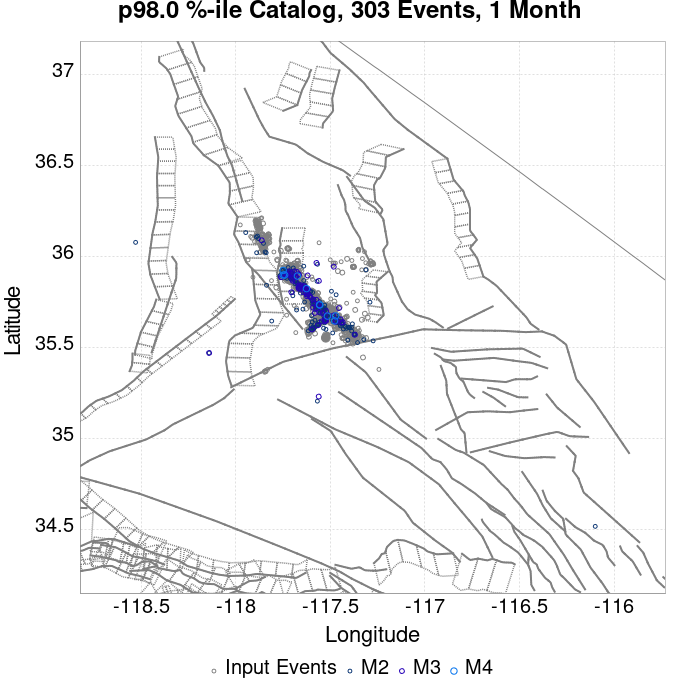 p98.0 %-ile Catalog, 303 Events, 1 Month
37
36.5
36
35.5
35
34.5
Latitude
-118.5 -118 -117.5 -117 -116.5 -116
Longitude
Input Events M2 M3 M4